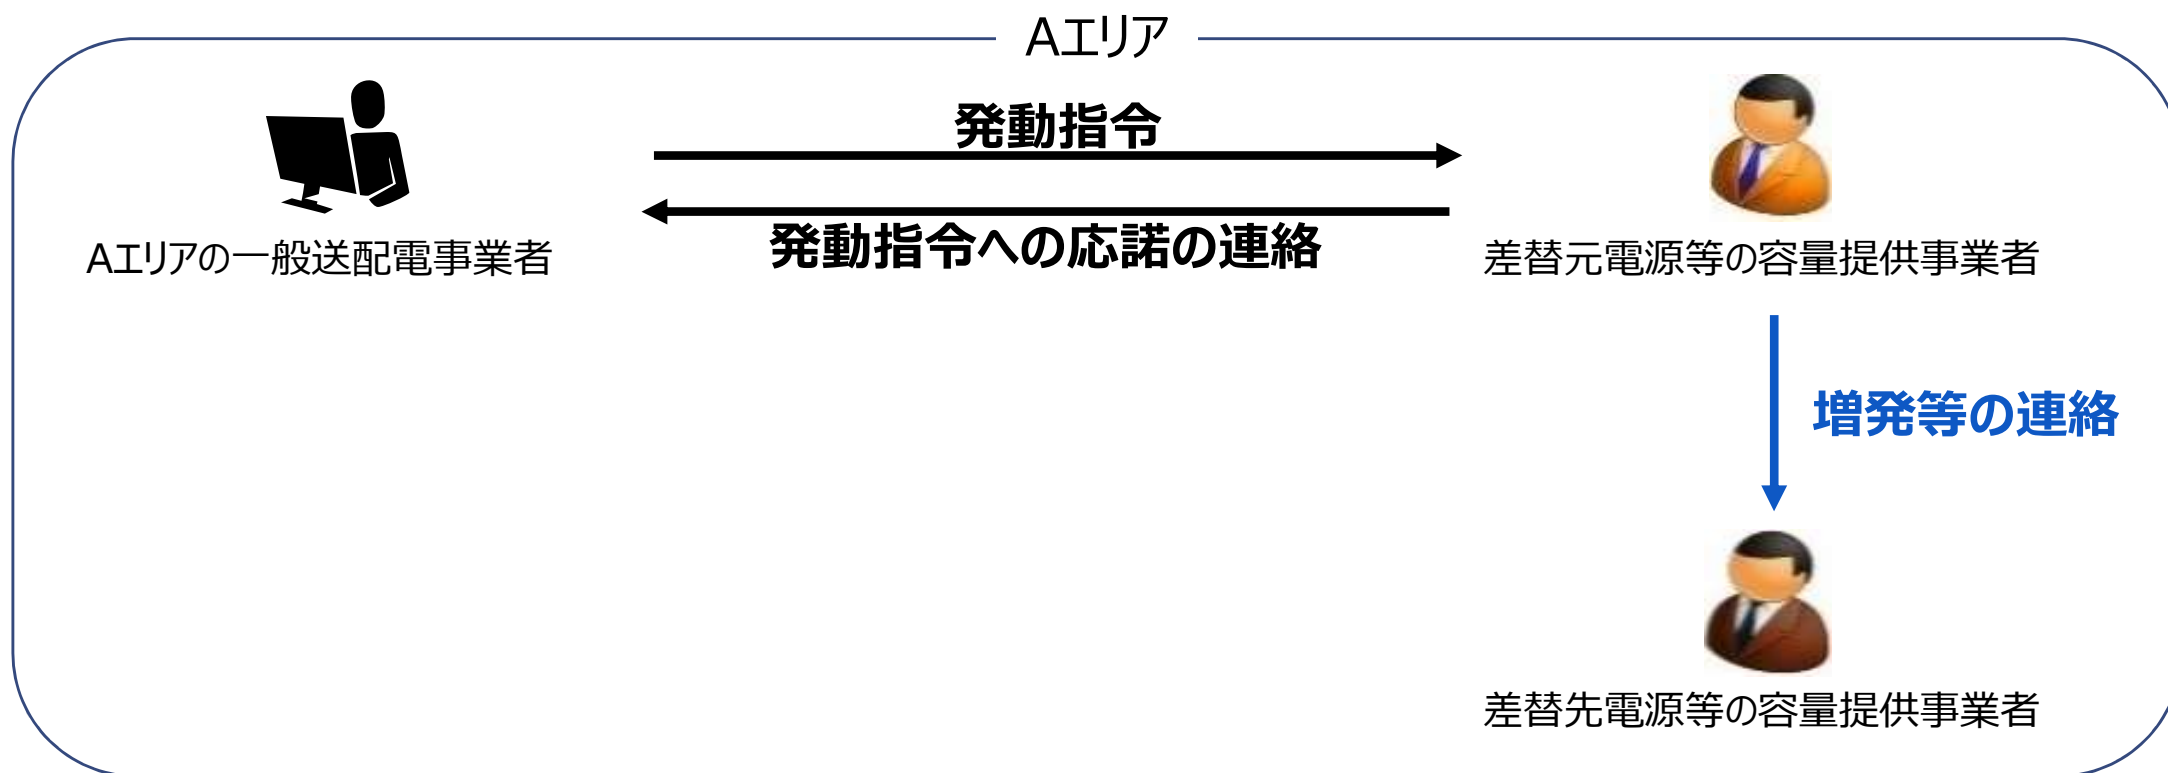 Aエリア
発動指令
発動指令への応諾の連絡
Aエリアの一般送配電事業者
差替元電源等の容量提供事業者
増発等の連絡
差替先電源等の容量提供事業者